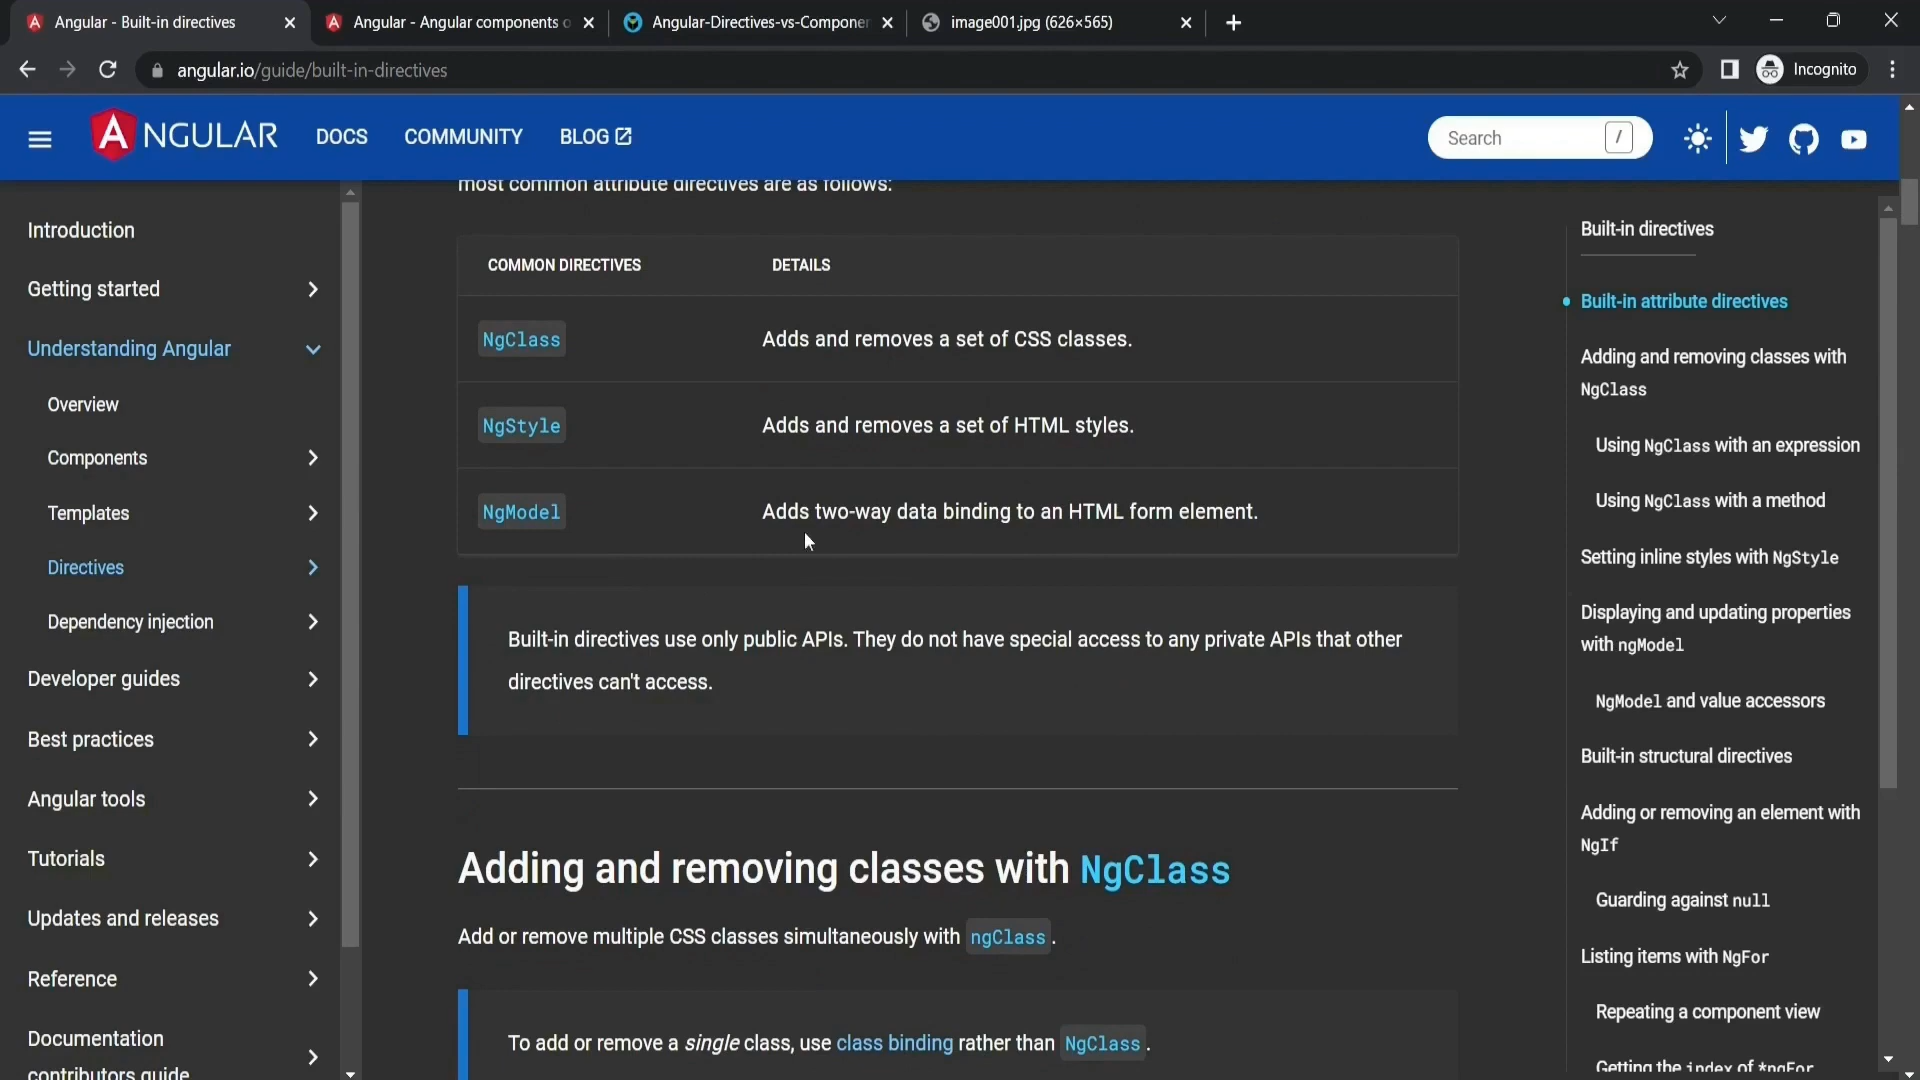 Angular - Built-in directives
Angular - Angular components o
Angular-Directives-vs-Componen
image001.jpg (626×565)
angular.io/guide/built-in-directives
Incognito
ANGULAR
DOCS
COMMUNITY
BLOG
Search
/
Introduction
Getting started
Understanding Angular
Overview
Components
Templates
Directives
Dependency injection
Developer guides
Best practices
Angular tools
Tutorials
Updates and releases
Reference
Documentation
contributors guide
most common attribute directives are as follows:
COMMON DIRECTIVES DETAILS
NgClass Adds and removes a set of CSS classes.
NgStyle Adds and removes a set of HTML styles.
NgModel Adds two-way data binding to an HTML form element.
Built-in directives use only public APIs. They do not have special access to any private APIs that other
directives can't access.
Adding and removing classes with NgClass
Add or remove multiple CSS classes simultaneously with ngClass.
To add or remove a single class, use class binding rather than NgClass.
Built-in directives
Built-in attribute directives
Adding and removing classes with
NgClass
Using NgClass with an expression
Using NgClass with a method
Setting inline styles with NgStyle
Displaying and updating properties
with ngModel
NgModel and value accessors
Built-in structural directives
Adding or removing an element with
NgIf
Guarding against null
Listing items with NgFor
Repeating a component view
Getting the index of *ngFor